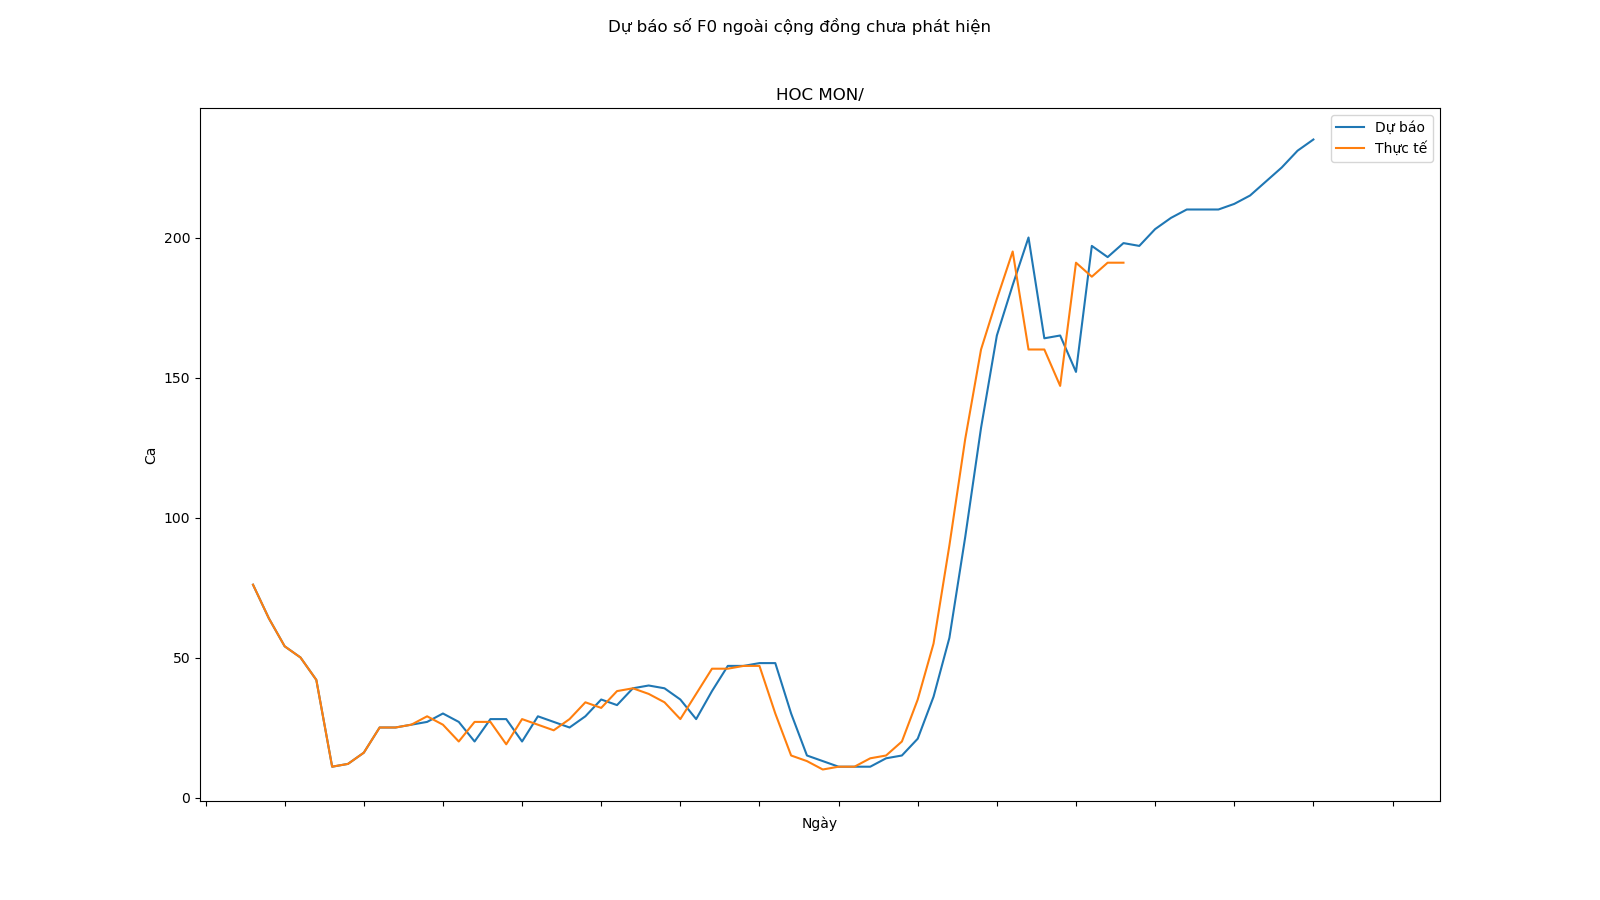 Dự báo số F0 ngoài cộng đồng chưa phát hiện
HOC MON/
Dự báo
Thực tế
200
150
100
50
0
Ca
Ngày